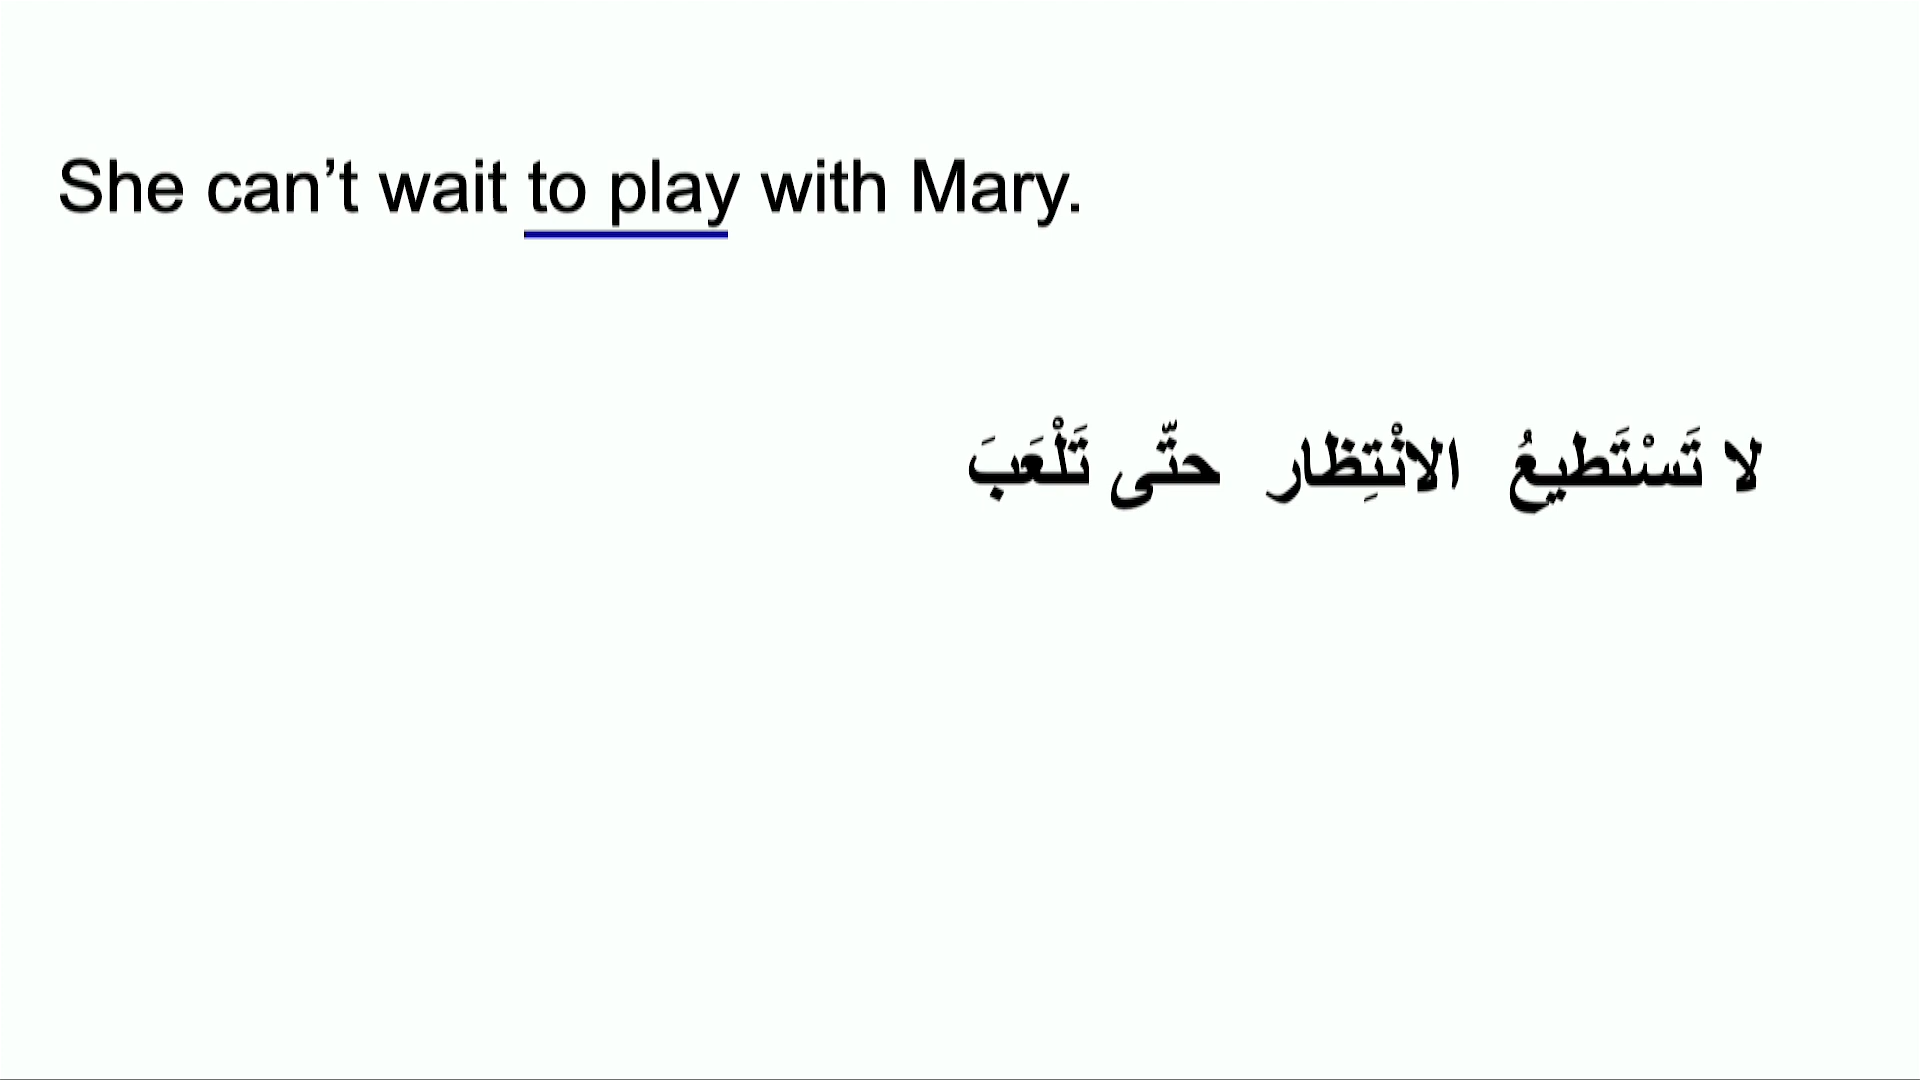 She can’t wait to play with Mary.
لا تَسْتَطيعُ الانْتِظار حتّى تَلْعَبَ